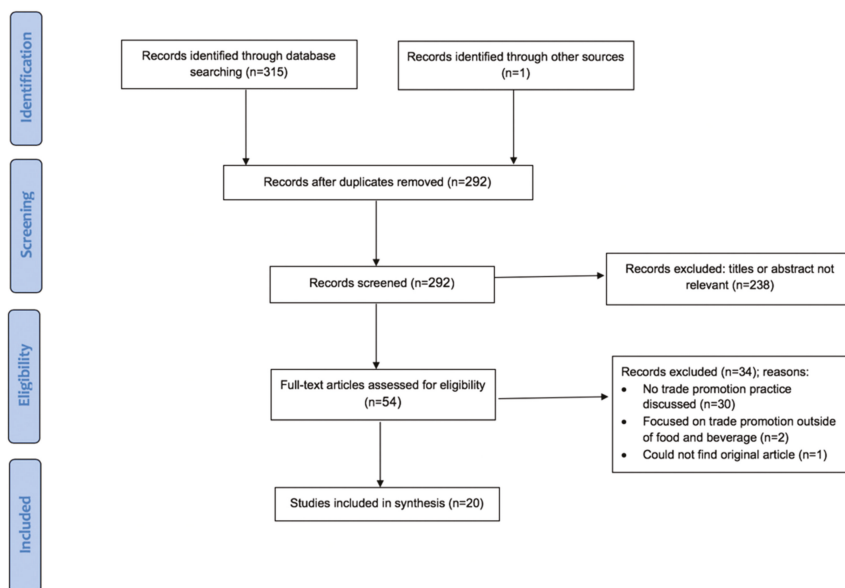 Identification
Records identified through database
searching (n=315)
Records identified through other sources
(n=1)
Screening
Records after duplicates removed (n=292)
Records screened (n=292)
Records excluded: titles or abstract not
relevant (n=238)
Eligibility
Full-text articles assessed for eligibility
(n=54)
Records excluded (n=34); reasons:
• No trade promotion practice
discussed (n=30)
• Focused on trade promotion outside
of food and beverage (n=2)
• Could not find original article (n=1)
Included
Studies included in synthesis (n=20)